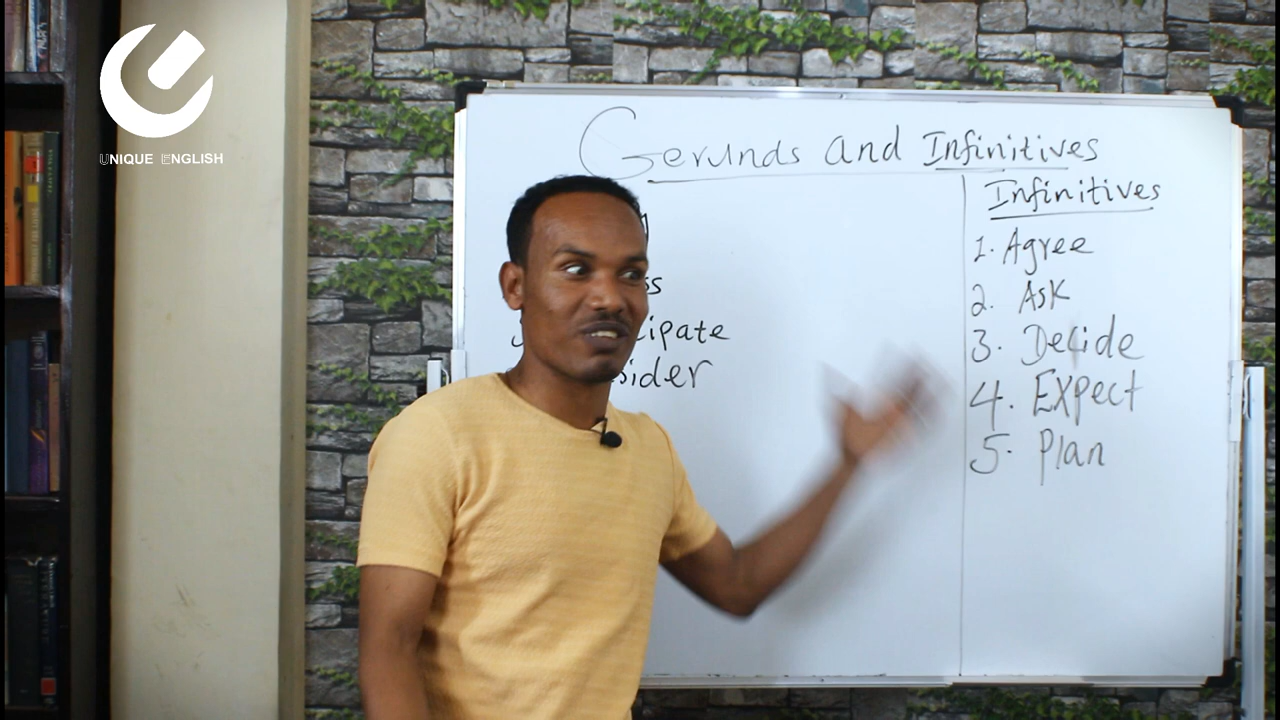 UNIQUE ENGLISH
Gerunds and Infinitives
Infinitives
1. Agree
2. Ask
3. Decide
4. Expect
5. Plan